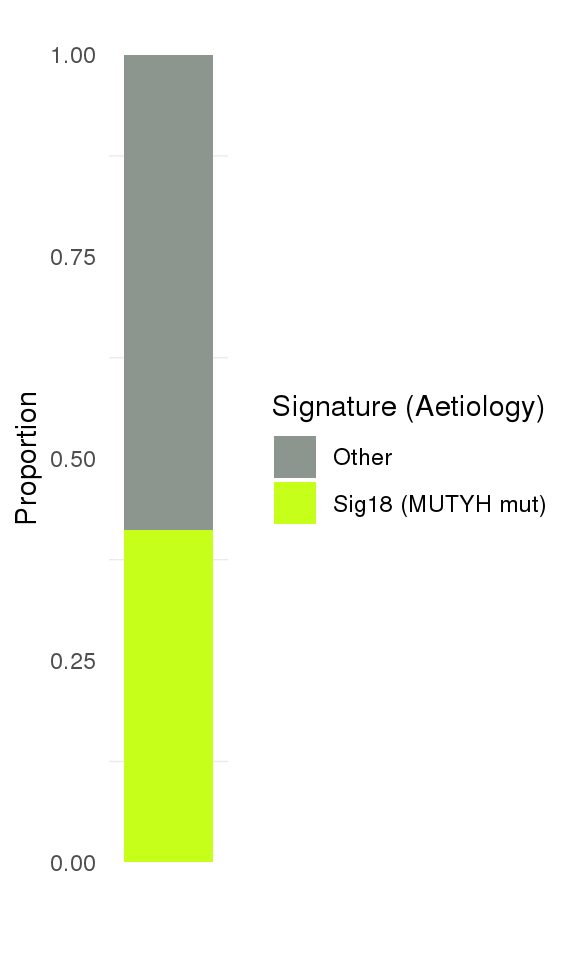 1.00
0.75
0.50
0.25
0.00
Proportion
Signature (Aetiology)
Other
Sig18 (MUTYH mut)